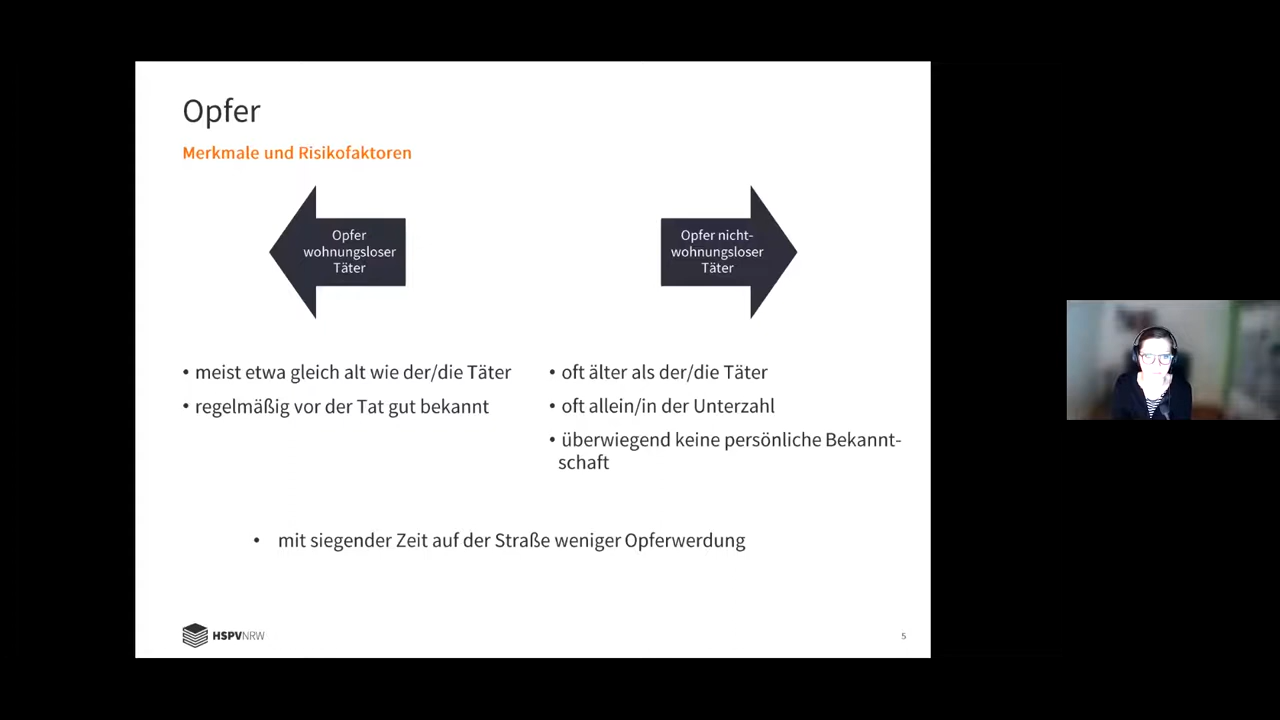 Opfer
Merkmale und Risikofaktoren
Opfer
wohnungsloser
Täter
Opfer nicht-
wohnungsloser
Täter
• meist etwa gleich alt wie der/die Täter
• regelmäßig vor der Tat gut bekannt
• oft älter als der/die Täter
• oft allein/in der Unterzahl
• überwiegend keine persönliche Bekannt-
schaft
• mit siegender Zeit auf der Straße weniger Opferwerdung
HSPVNRW
5